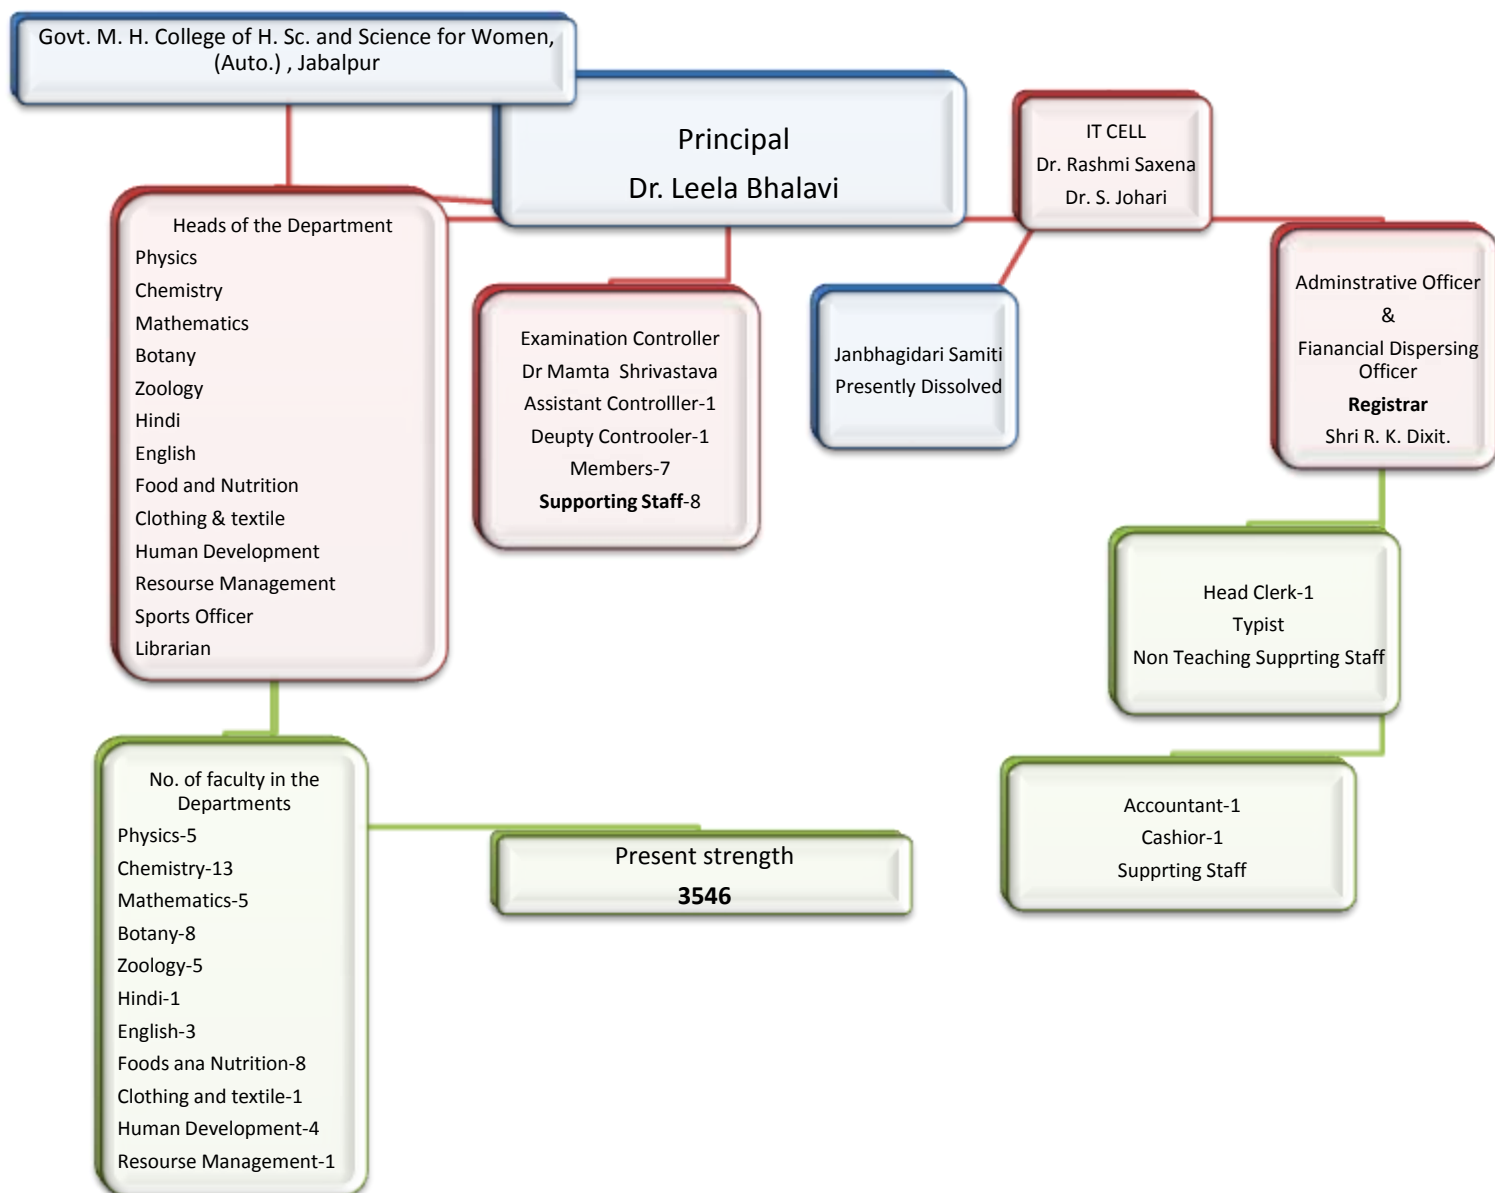 Govt. M. H. College of H. Sc. and Science for Women,
(Auto.) , Jabalpur
Principal
Dr. Leela Bhalavi
IT CELL
Dr. Rashmi Saxena
Dr. S. Johari
Heads of the Department
Physics
Chemistry
Mathematics
Botany
Zoology
Hindi
English
Food and Nutrition
Clothing & textile
Human Development
Resourse Management
Sports Officer
Librarian
Examination Controller
Dr Mamta Shrivastava
Assistant Controlller-1
Deupty Controoler-1
Members-7
Supporting Staff-8
Janbhagidari Samiti
Presently Dissolved
Adminstrative Officer
&
Fianancial Dispersing
Officer
Registrar
Shri R. K. Dixit.
Head Clerk-1
Typist
Non Teaching Supprting Staff
Accountant-1
Cashior-1
Supprting Staff
No. of faculty in the
Departments
Physics-5
Chemistry-13
Mathematics-5
Botany-8
Zoology-5
Hindi-1
English-3
Foods ana Nutrition-8
Clothing and textile-1
Human Development-4
Resourse Management-1
Present strength
3546